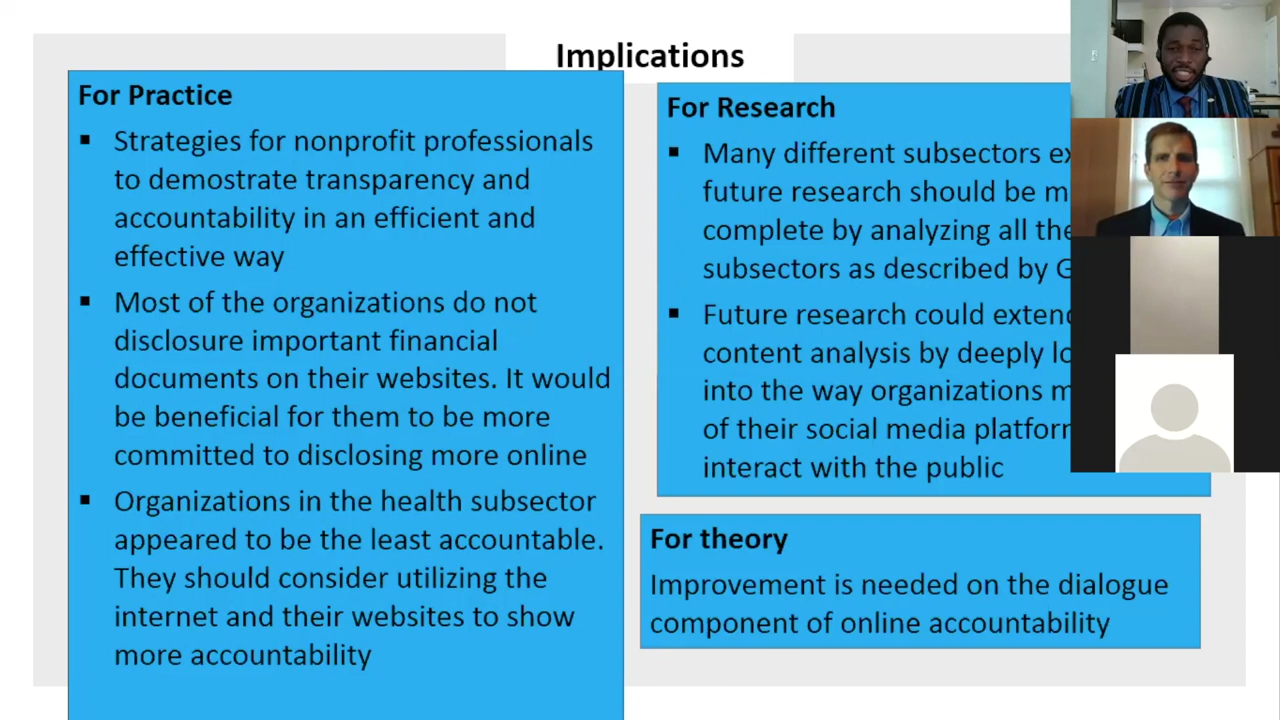 Implications
For Practice
▪ Strategies for nonprofit professionals
to demostrate transparency and
accountability in an efficient and
effective way
▪ Most of the organizations do not
disclosure important financial
documents on their websites. It would
be beneficial for them to be more
committed to disclosing more online
▪ Organizations in the health subsector
appeared to be the least accountable.
They should consider utilizing the
internet and their websites to show
more accountability
For Research
▪ Many different subsectors
future research should be
complete by analyzing all
subsectors as described by
▪ Future research could
content analysis by deeply
into the way organizations
of their social media
interact with the public
For theory
Improvement is needed on the dialogue
component of online accountability